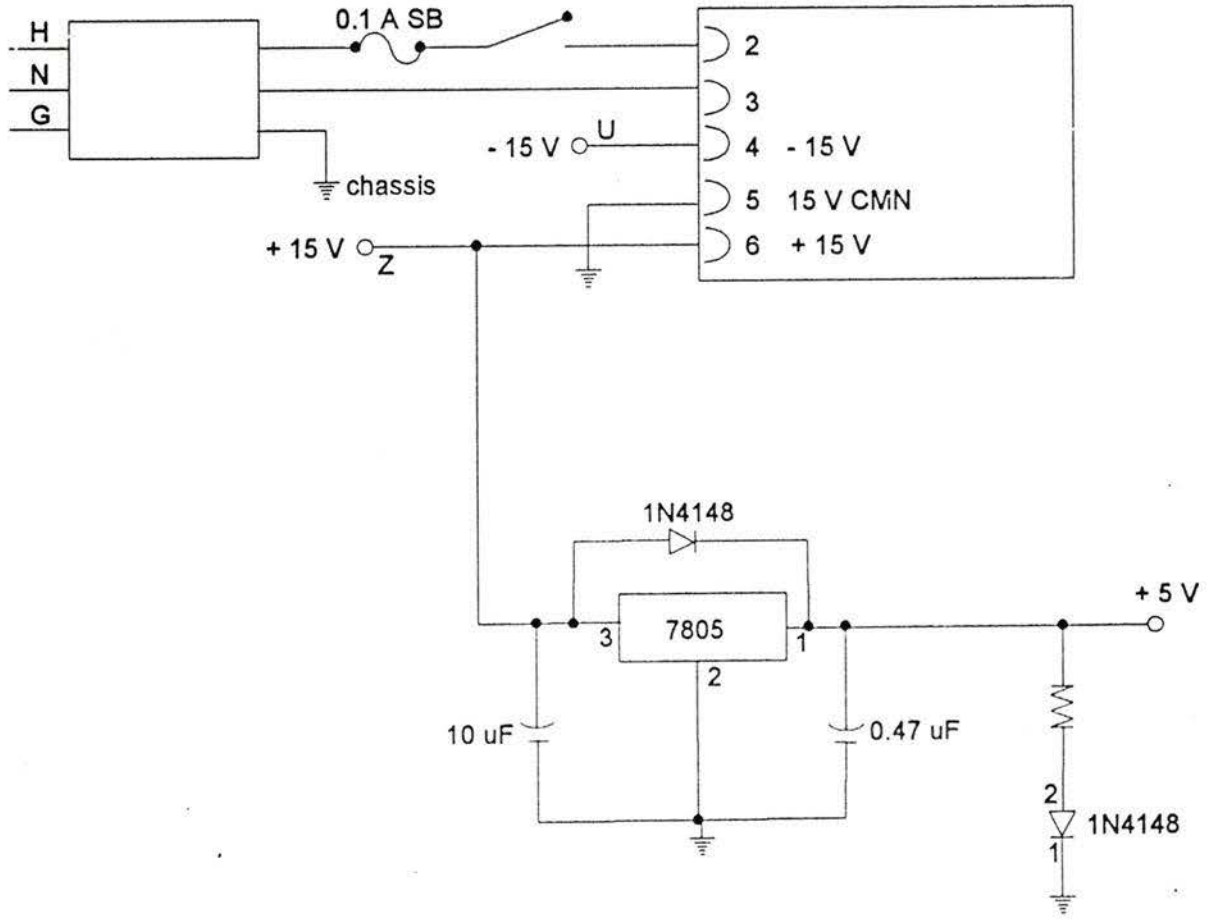 H
0.1 A SB
2
N
3
G
- 15 V
U
4 - 15 V
chassis
5 15 V CMN
+ 15 V
Z
6 + 15 V
1N4148
+ 5 V
3
7805
1
2
10 uF
0.47 uF
2
1N4148
1